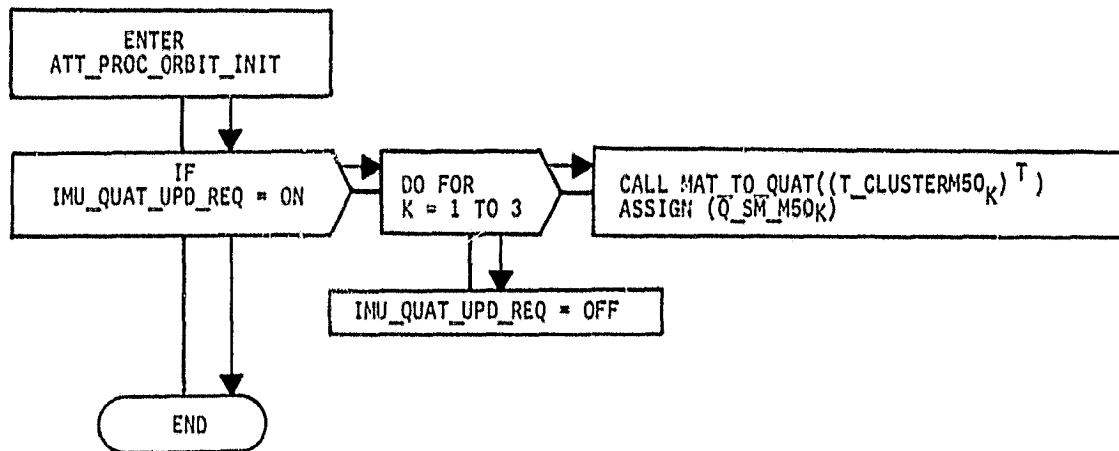 ENTER
ATT_PROC_ORBIT_INIT
IF
IMU_QUAT_UPD_REQ = ON
DO FOR
K = 1 TO 3
CALL MAT_TO_QUAT((T_CLUSTERM50K)T)
ASSIGN (Q_SM_M50K)
IMU_QUAT_UPD_REQ = OFF
END